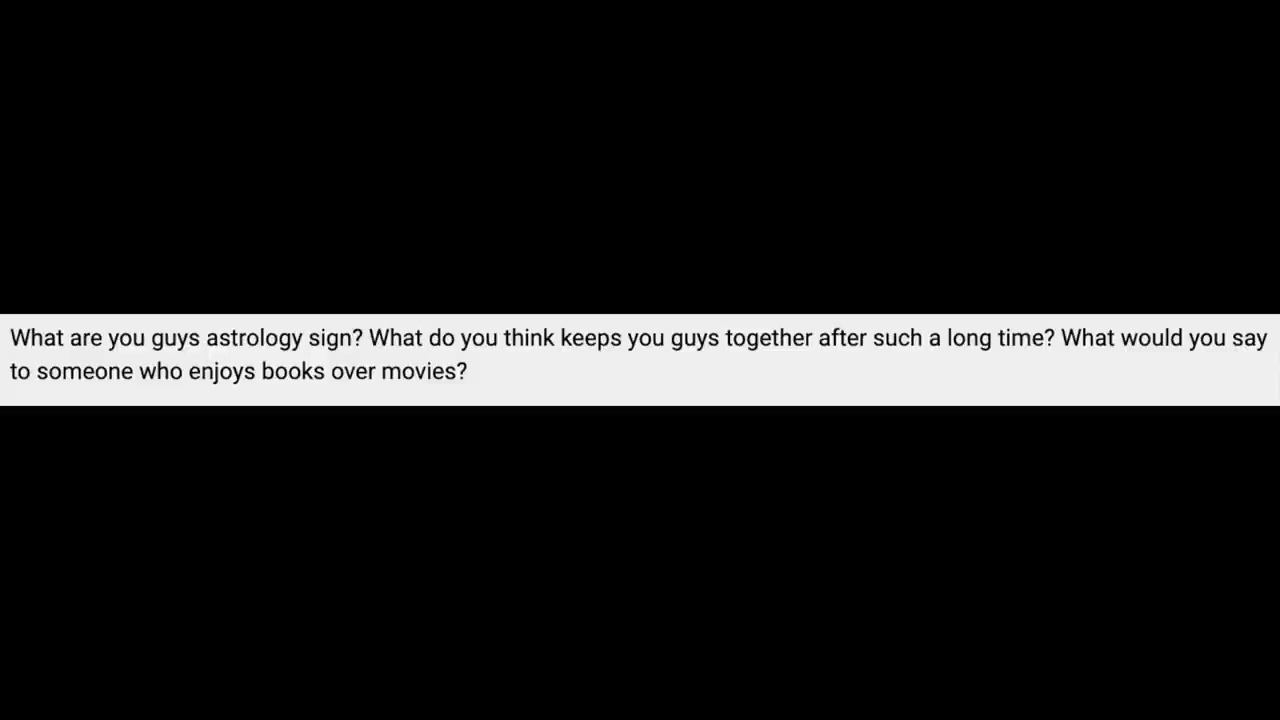 What are you guys astrology sign? What do you think keeps you guys together after such a long time? What would you say
to someone who enjoys books over movies?